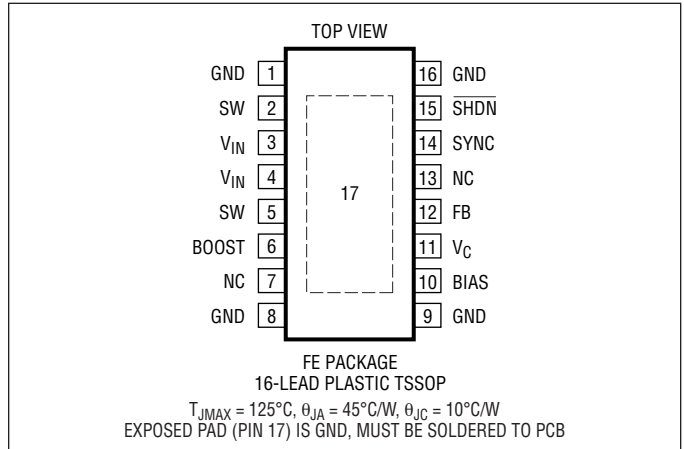 TOP VIEW
GND 1 16 GND
SW 2 15 S̅H̅D̅N̅
VIN 3 14 SYNC
VIN 4 13 NC
17
SW 5 12 FB
BOOST 6 11 VC
NC 7 10 BIAS
GND 8 9 GND
FE PACKAGE
16-LEAD PLASTIC TSSOP
TJMAX = 125°C, θJA = 45°C/W, θJC = 10°C/W
EXPOSED PAD (PIN 17) IS GND, MUST BE SOLDERED TO PCB